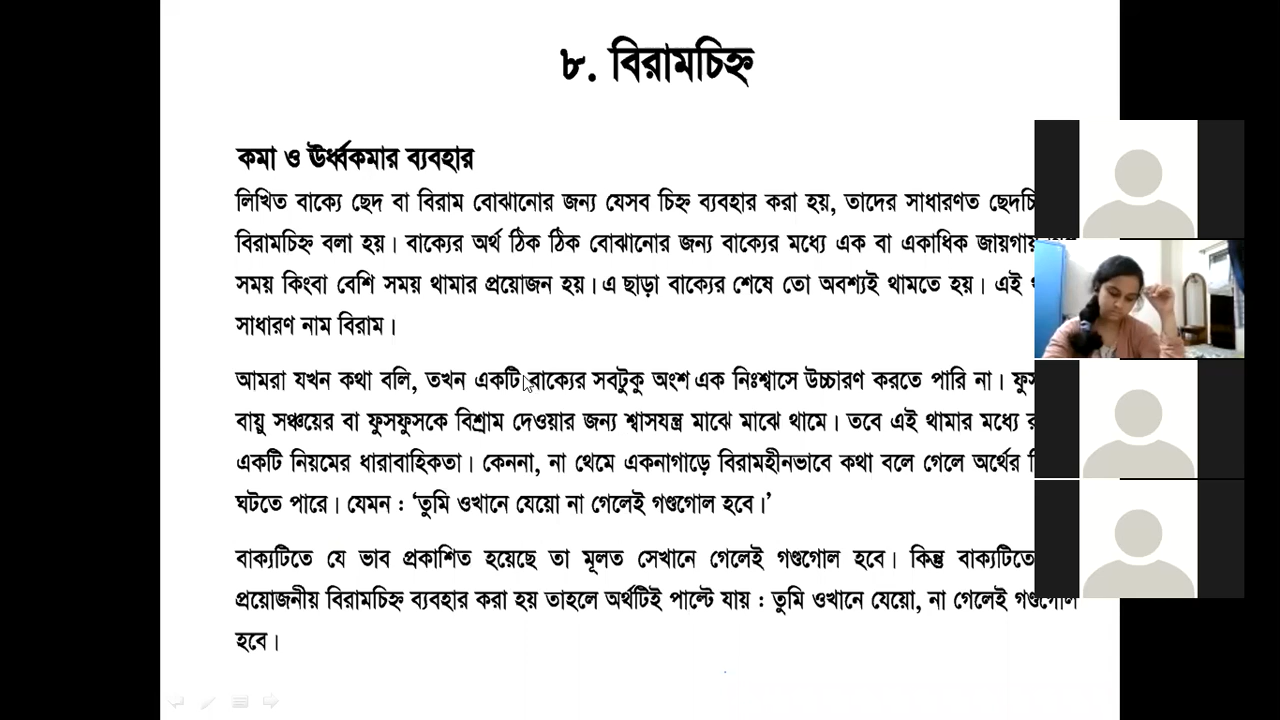 ৮. বিরামচিহ্ন
কমা ও ঊর্ধ্বকমার ব্যবহার
লিখিত বাক্যে ছেদ বা বিরাম বোঝানোর জন্য যেসব চিহ্ন ব্যবহার করা হয়, তাদের সাধারণত
বিরামচিহ্ন বলা হয়। বাক্যের অর্থ ঠিক ঠিক বোঝানোর জন্য বাক্যের মধ্যে এক বা একাধিক জায়গায়
সময় কিংবা বেশি সময় থামার প্রয়োজন হয়। এ ছাড়া বাক্যের শেষে তো অবশ্যই থামতে হয়। এই
সাধারণ নাম বিরাম।
আমরা যখন কথা বলি, তখন একটি বাক্যের সবটুকু অংশ এক নিঃশ্বাসে উচ্চারণ করতে পারি না।
বায়ু সঞ্চয়ের বা ফুসফুসকে বিশ্রাম দেওয়ার জন্য শ্বাসযন্ত্র মাঝে মাঝে থামে। তবে এই থামার মধ্যে
একটি নিয়মের ধারাবাহিকতা। কেননা, না থেমে একনাগাড়ে বিরামহীনভাবে কথা বলে গেলে অর্থের
ঘটতে পারে। যেমন : ‘তুমি ওখানে যেয়ো না গেলেই গণ্ডগোল হবে।’
বাক্যটিতে যে ভাব প্রকাশিত হয়েছে তা মূলত সেখানে গেলেই গণ্ডগোল হবে। কিন্তু বাক্যটিতে
প্রয়োজনীয় বিরামচিহ্ন ব্যবহার করা হয় তাহলে অর্থটিই পাল্টে যায় : তুমি ওখানে যেয়ো, না গেলেই গণ্ডগোল
হবে।